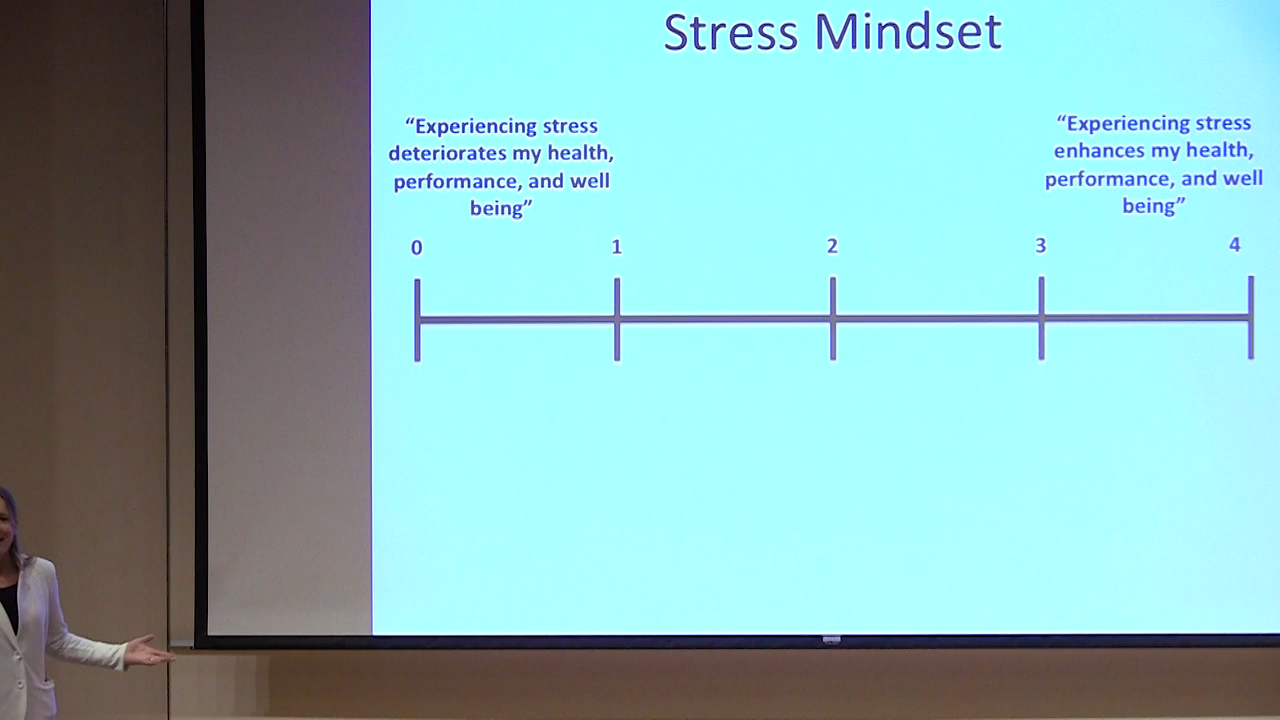 Stress Mindset
“Experiencing stress
deteriorates my health,
performance, and well
being”
“Experiencing stress
enhances my health,
performance, and well
being”
0 1 2 3 4